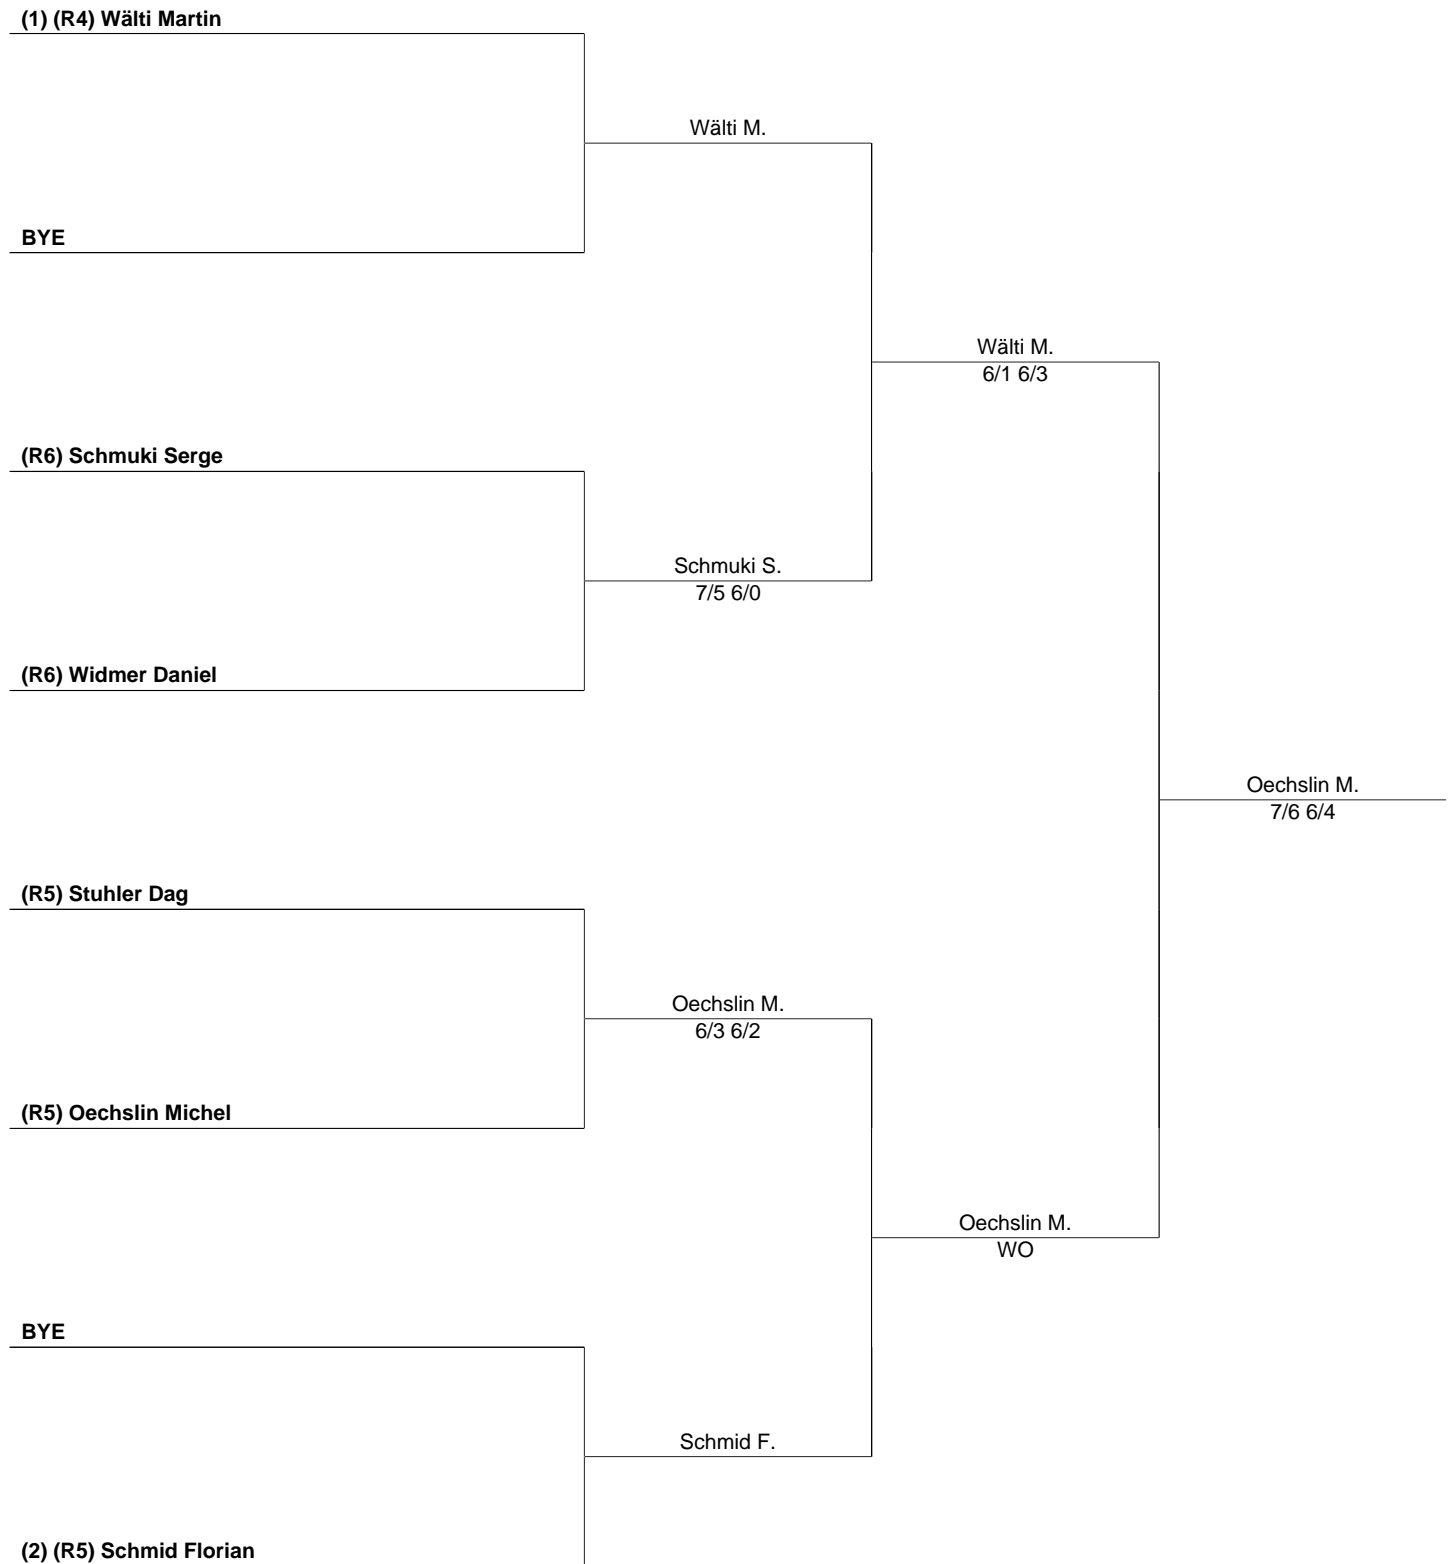 (1) (R4) Wälti Martin
Wälti M.
BYE
Wälti M.
6/1 6/3
(R6) Schmuki Serge
Schmuki S.
7/5 6/0
(R6) Widmer Daniel
Oechslin M.
7/6 6/4
(R5) Stuhler Dag
Oechslin M.
6/3 6/2
(R5) Oechslin Michel
Oechslin M.
WO
BYE
Schmid F.
(2) (R5) Schmid Florian